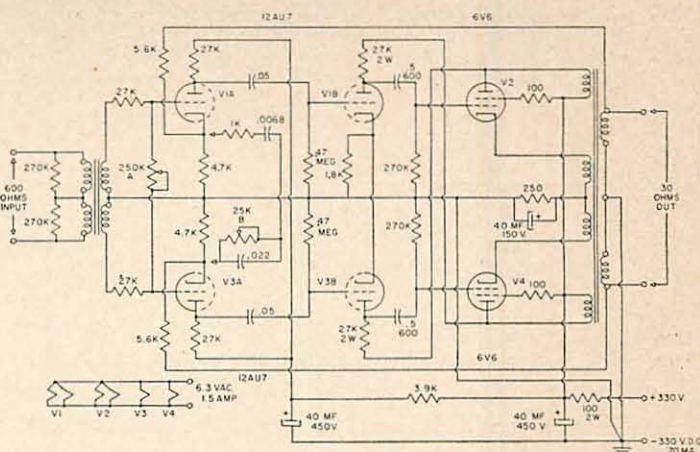 12AU7
6V6
5.6K
27K
27K
2W
.5
600
.05
V1A
V1B
V2
100
27K
1K
.0068
270K
250K
A
4.7K
.47
MEG
1.8K
270K
250
600
OHMS
INPUT
30
OHMS
OUT
270K
4.7K
25K
B
.47
MEG
270K
40 MF
150 V.
.022
27K
V3A
V3B
V4
100
.05
.5
600
5.6K
27K
27K
2W
12AU7
6V6
6.3 VAC
1.5 AMP
V1
V2
V3
V4
3.9K
100
2W
+330 V.
40 MF
450V.
40 MF
450 V.
-330 V.D.C.
70 MA